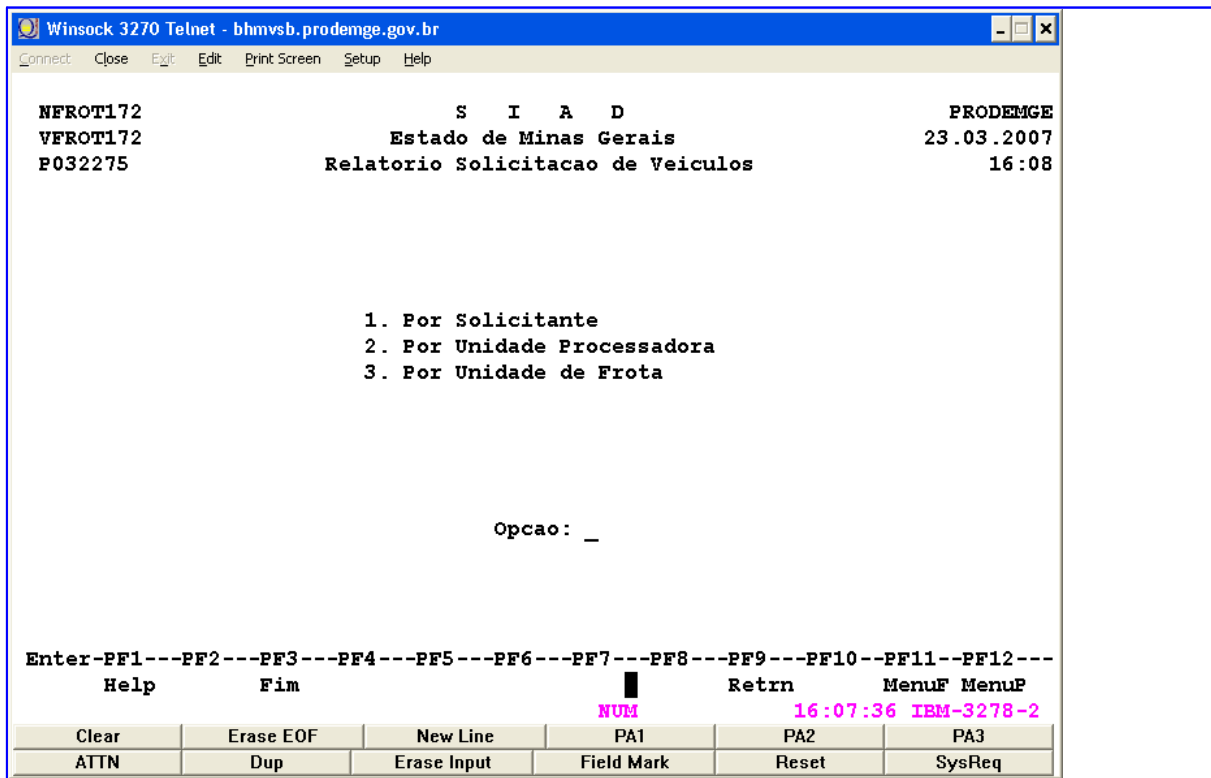 Winsock 3270 Telnet - bhmvsb.prodemge.gov.br
Connect Close Exit Edit Print Screen Setup Help
NFROT172 S I A D PRODEMGE
VFROT172 Estado de Minas Gerais 23.03.2007
P032275 Relatorio Solicitacao de Veiculos 16:08
1. Por Solicitante
2. Por Unidade Processadora
3. Por Unidade de Frota
Opcao: _
Enter-PF1---PF2---PF3---PF4---PF5---PF6---PF7---PF8---PF9---PF10--PF11--PF12---
Help Fim Retrn MenuF MenuP
NUM 16:07:36 IBM-3278-2
Clear Erase EOF New Line PA1 PA2 PA3
ATTN Dup Erase Input Field Mark Reset SysReq